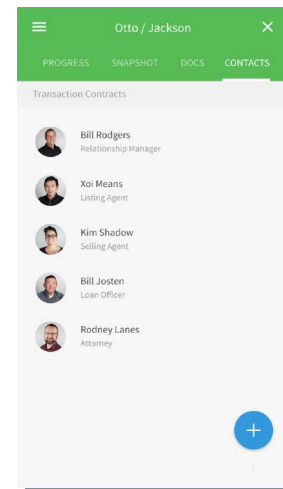 Otto / Jackson
PROGRESS SNAPSHOT DOCS CONTACTS
Transaction Contracts
Bill Rodgers
Relationship Manager
Xoi Means
Listing Agent
Kim Shadow
Selling Agent
Bill Josten
Loan Officer
Rodney Lanes
Attorney